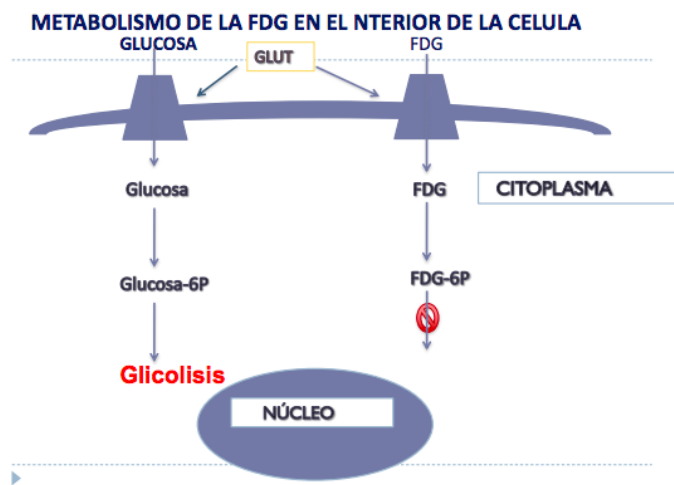 METABOLISMO DE LA FDG EN EL NTERIOR DE LA CELULA
GLUCOSA
FDG
GLUT
Glucosa
FDG
CITOPLASMA
Glucosa-6P
FDG-6P
Glicolisis
NÚCLEO